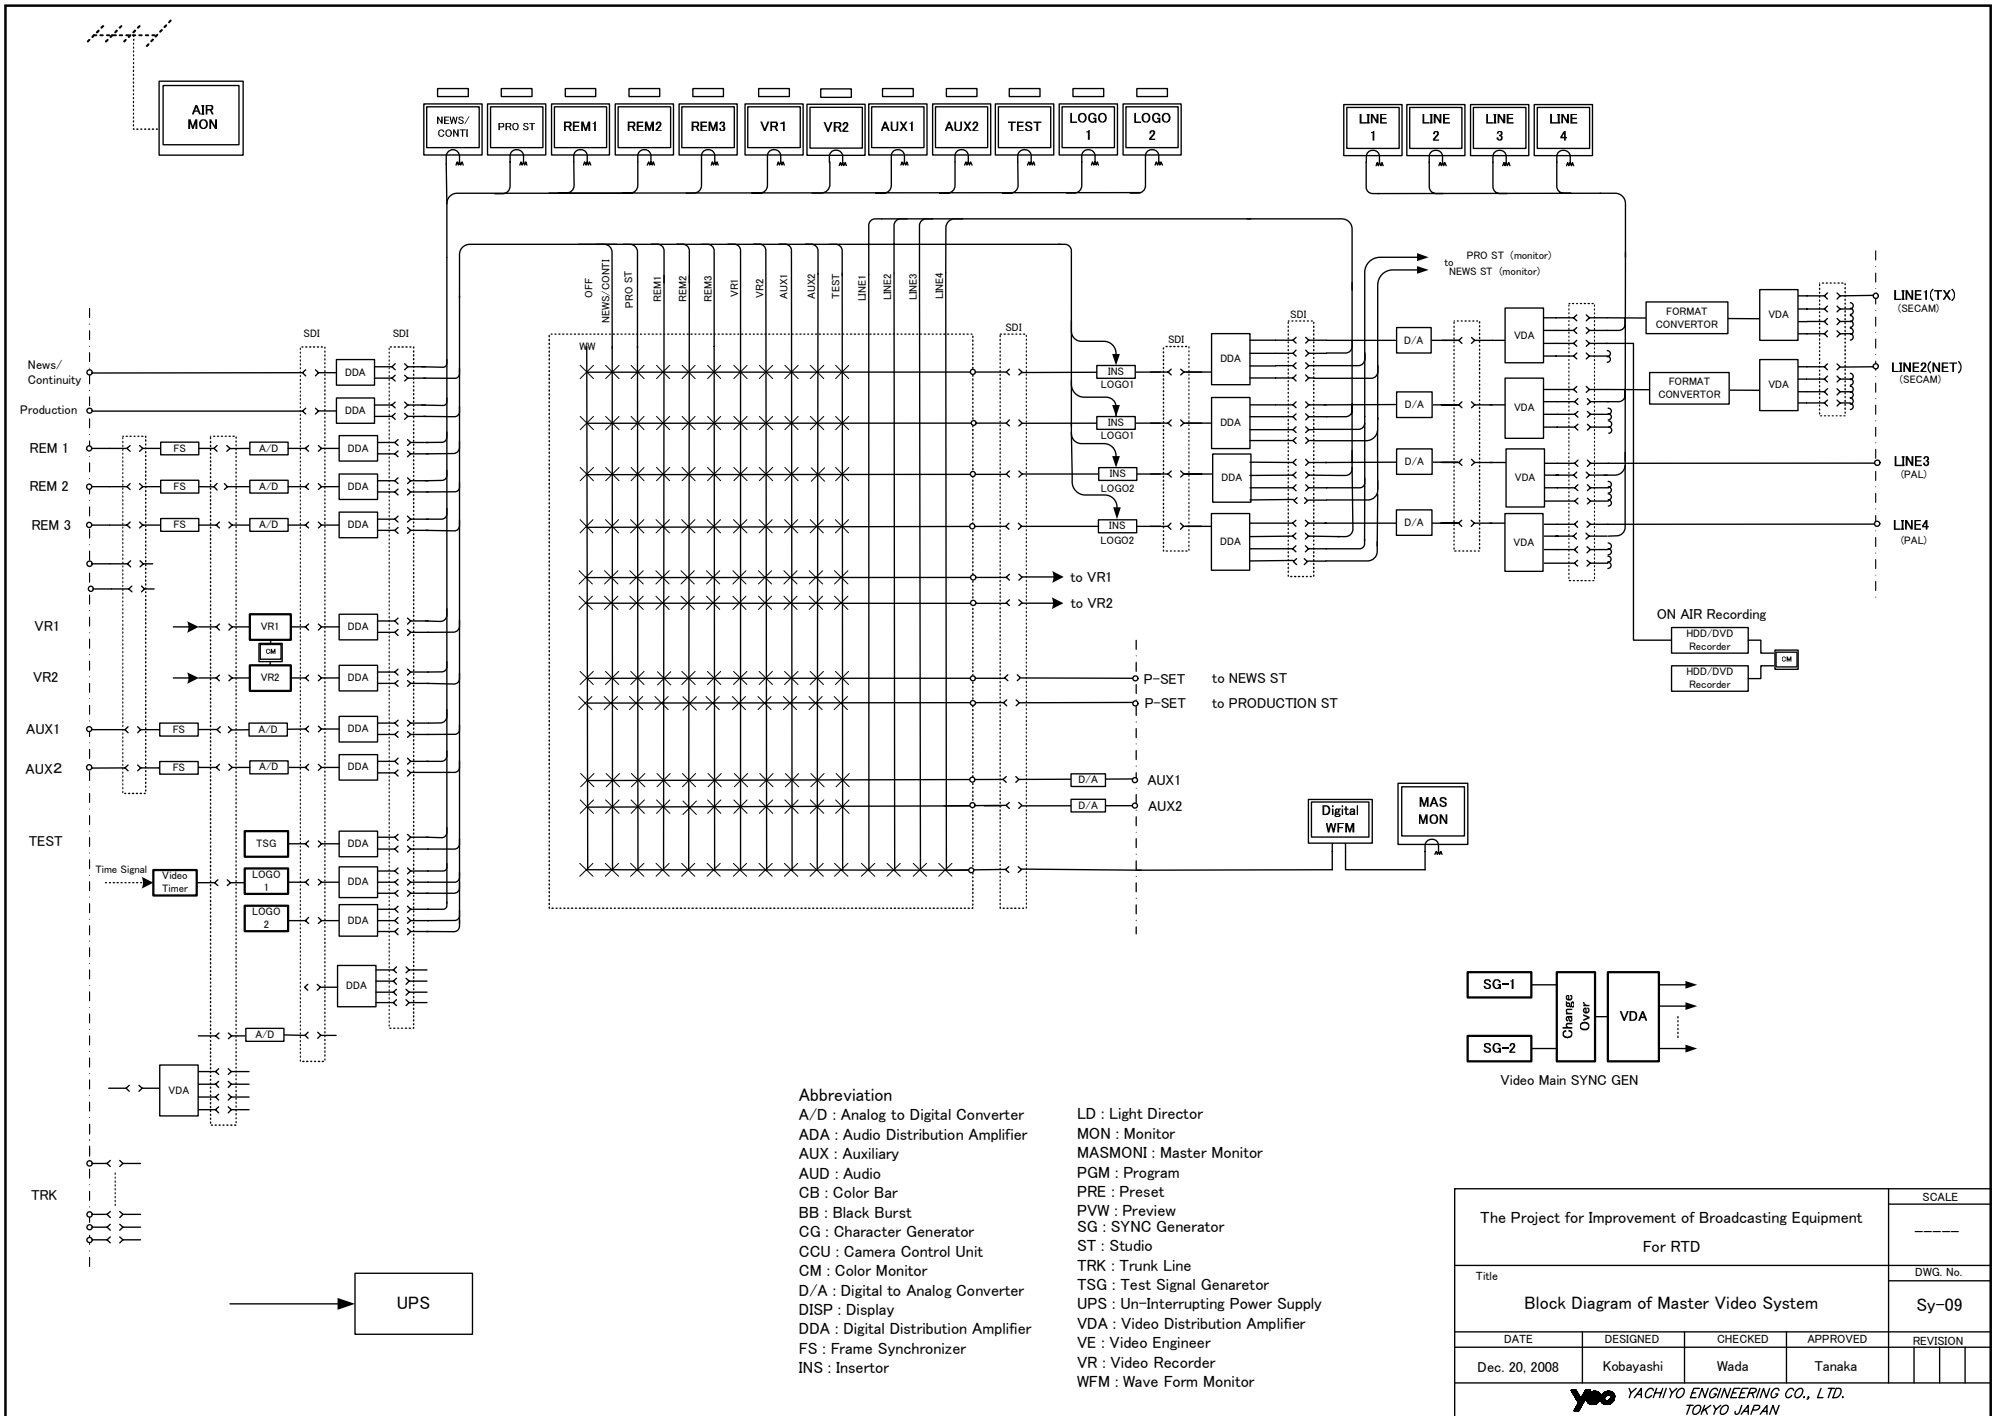 AIR
MON
NEWS/
CONTI
PRO ST
REM1
REM2
REM3
VR1
VR2
AUX1
AUX2
TEST
LOGO
1
LOGO
2
LINE
1
LINE
2
LINE
3
LINE
4
OFF
NEWS/CONTI
PRO ST
REM1
REM2
REM3
VR1
VR2
AUX1
AUX2
TEST
LINE1
LINE2
LINE3
LINE4
to
PRO ST (monitor)
NEWS ST (monitor)
SDI
SDI
SDI
SDI
SDI
WW
News/
Continuity
DDA
Production
DDA
REM 1
FS
A/D
DDA
REM 2
FS
A/D
DDA
REM 3
FS
A/D
DDA
VR1
VR1
DDA
CM
VR2
VR2
DDA
AUX1
FS
A/D
DDA
AUX2
FS
A/D
DDA
TEST
TSG
DDA
Time Signal
Video
Timer
LOGO
1
DDA
LOGO
2
DDA
DDA
A/D
VDA
TRK
UPS
INS
LOGO1
INS
LOGO1
INS
LOGO2
INS
LOGO2
DDA
DDA
DDA
DDA
D/A
D/A
D/A
D/A
VDA
VDA
VDA
VDA
FORMAT
CONVERTOR
VDA
FORMAT
CONVERTOR
VDA
LINE1(TX)
(SECAM)
LINE2(NET)
(SECAM)
LINE3
(PAL)
LINE4
(PAL)
to VR1
to VR2
ON AIR Recording
HDD/DVD
Recorder
HDD/DVD
Recorder
CM
P-SET to NEWS ST
P-SET to PRODUCTION ST
D/A AUX1
D/A AUX2
Digital
WFM
MAS
MON
SG-1
SG-2
Change
Over
VDA
Video Main SYNC GEN
Abbreviation
A/D : Analog to Digital Converter
ADA : Audio Distribution Amplifier
AUX : Auxiliary
AUD : Audio
CB : Color Bar
BB : Black Burst
CG : Character Generator
CCU : Camera Control Unit
CM : Color Monitor
D/A : Digital to Analog Converter
DISP : Display
DDA : Digital Distribution Amplifier
FS : Frame Synchronizer
INS : Insertor
LD : Light Director
MON : Monitor
MASMONI : Master Monitor
PGM : Program
PRE : Preset
PVW : Preview
SG : SYNC Generator
ST : Studio
TRK : Trunk Line
TSG : Test Signal Genaretor
UPS : Un-Interrupting Power Supply
VDA : Video Distribution Amplifier
VE : Video Engineer
VR : Video Recorder
WFM : Wave Form Monitor
The Project for Improvement of Broadcasting Equipment
For RTD
SCALE
-----
Title
Block Diagram of Master Video System
DWG. No.
Sy-09
DATE
DESIGNED
CHECKED
APPROVED
REVISION
Dec. 20, 2008
Kobayashi
Wada
Tanaka
yeo YACHIYO ENGINEERING CO., LTD.
TOKYO JAPAN